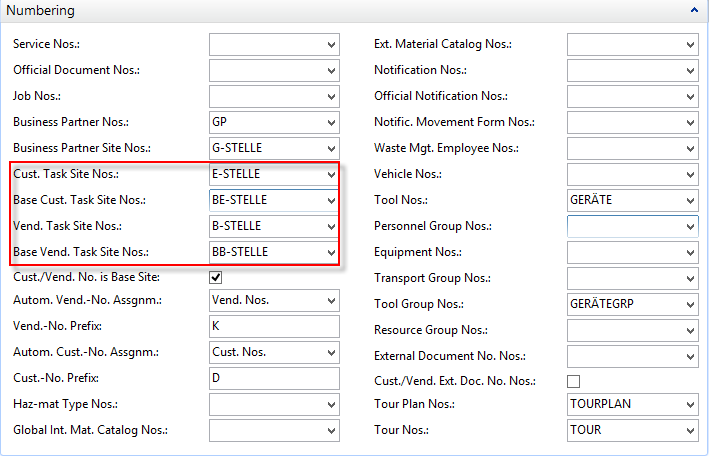 Numbering
Service Nos.:
Official Document Nos.:
Job Nos.:
Business Partner Nos.: GP
Business Partner Site Nos.: G-STELLE
Cust. Task Site Nos.: E-STELLE
Base Cust. Task Site Nos.: BE-STELLE
Vend. Task Site Nos.: B-STELLE
Base Vend. Task Site Nos.: BB-STELLE
Cust./Vend. No. is Base Site:
Autom. Vend.-No. Assgnm.: Vend. Nos.
Vend.-No. Prefix: K
Autom. Cust.-No. Assgnm.: Cust. Nos.
Cust.-No. Prefix: D
Haz-mat Type Nos.:
Global Int. Mat. Catalog Nos.:
Ext. Material Catalog Nos.:
Notification Nos.:
Official Notification Nos.:
Notific. Movement Form Nos.:
Waste Mgt. Employee Nos.:
Vehicle Nos.:
Tool Nos.: GERÄTE
Personnel Group Nos.:
Equipment Nos.:
Transport Group Nos.:
Tool Group Nos.: GERÄTEGRP
Resource Group Nos.:
External Document No. Nos.:
Cust./Vend. Ext. Doc. No. Nos.:
Tour Plan Nos.: TOURPLAN
Tour Nos.: TOUR